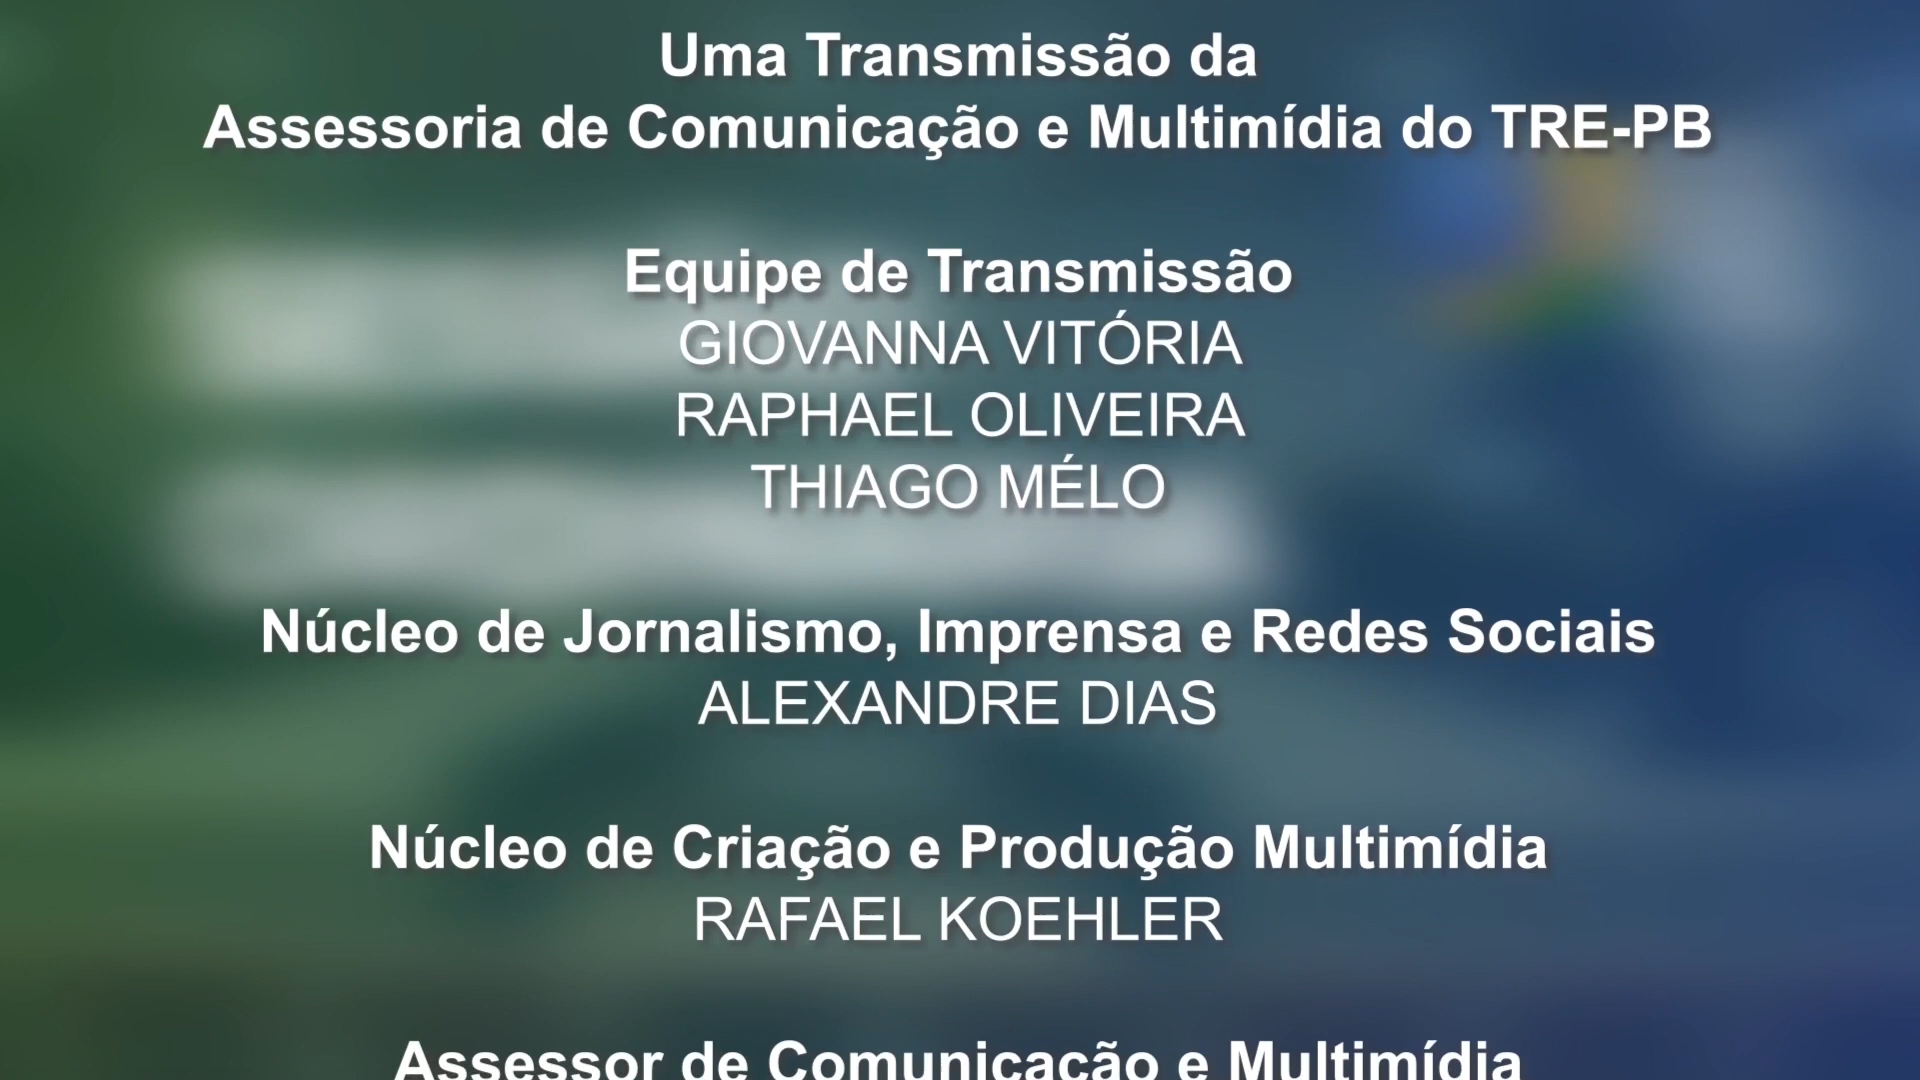 Uma Transmissão da
Assessoria de Comunicação e Multimídia do TRE-PB
Equipe de Transmissão
GIOVANNA VITÓRIA
RAPHAEL OLIVEIRA
THIAGO MÉLO
Núcleo de Jornalismo, Imprensa e Redes Sociais
ALEXANDRE DIAS
Núcleo de Criação e Produção Multimídia
RAFAEL KOEHLER
Assessor de Comunicação e Multimídia